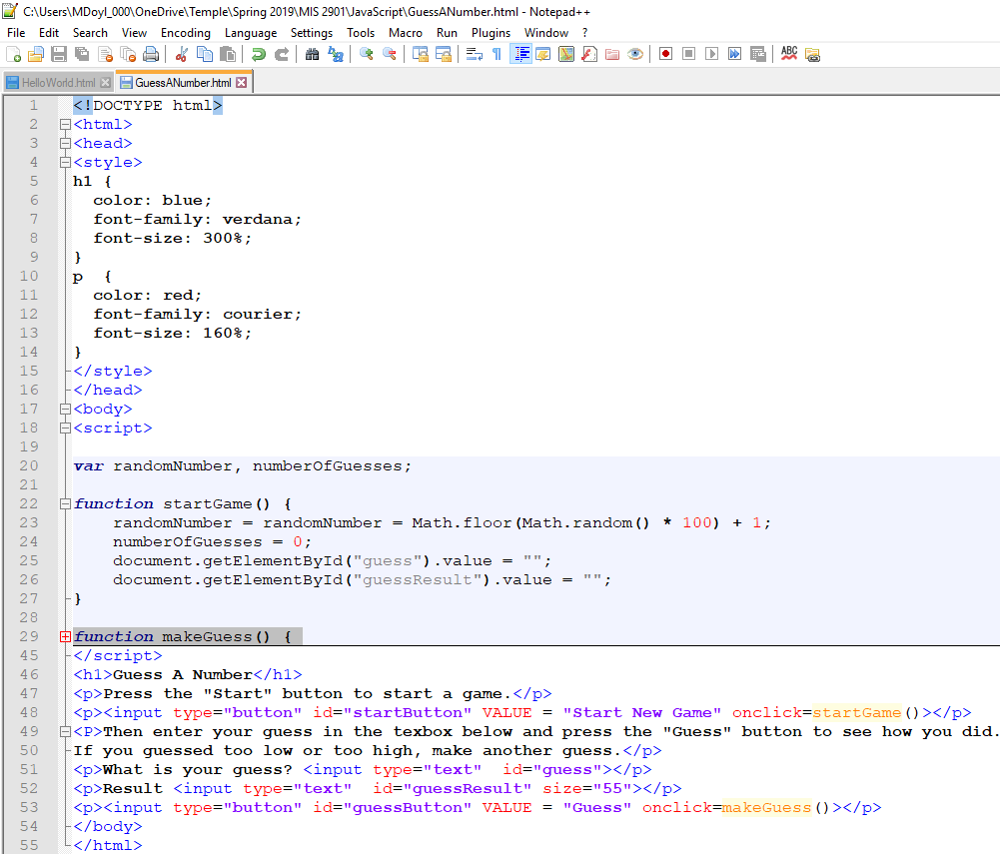 C:\Users\MDoyl_000\OneDrive\Temple\Spring 2019\MIS 2901\JavaScript\GuessANumber.html - Notepad++
File Edit Search View Encoding Language Settings Tools Macro Run Plugins Window ?
ABC
HelloWorld.html GuessANumber.html
1 <!DOCTYPE html>
2 <html>
3 <head>
4 <style>
5 h1 {
6   color: blue;
7   font-family: verdana;
8   font-size: 300%;
9 }
10 p  {
11   color: red;
12   font-family: courier;
13   font-size: 160%;
14 }
15 </style>
16 </head>
17 <body>
18 <script>
19
20 var randomNumber, numberOfGuesses;
21
22 function startGame() {
23     randomNumber = randomNumber = Math.floor(Math.random() * 100) + 1;
24     numberOfGuesses = 0;
25     document.getElementById("guess").value = "";
26     document.getElementById("guessResult").value = "";
27 }
28
29 function makeGuess() {
45 </script>
46 <h1>Guess A Number</h1>
47 <p>Press the "Start" button to start a game.</p>
48 <p><input type="button" id="startButton" VALUE = "Start New Game" onclick=startGame()></p>
49 <P>Then enter your guess in the texbox below and press the "Guess" button to see how you did.
50 If you guessed too low or too high, make another guess.</p>
51 <p>What is your guess? <input type="text"  id="guess"></p>
52 <p>Result <input type="text"  id="guessResult" size="55"></p>
53 <p><input type="button" id="guessButton" VALUE = "Guess" onclick=makeGuess()></p>
54 </body>
55 </html>